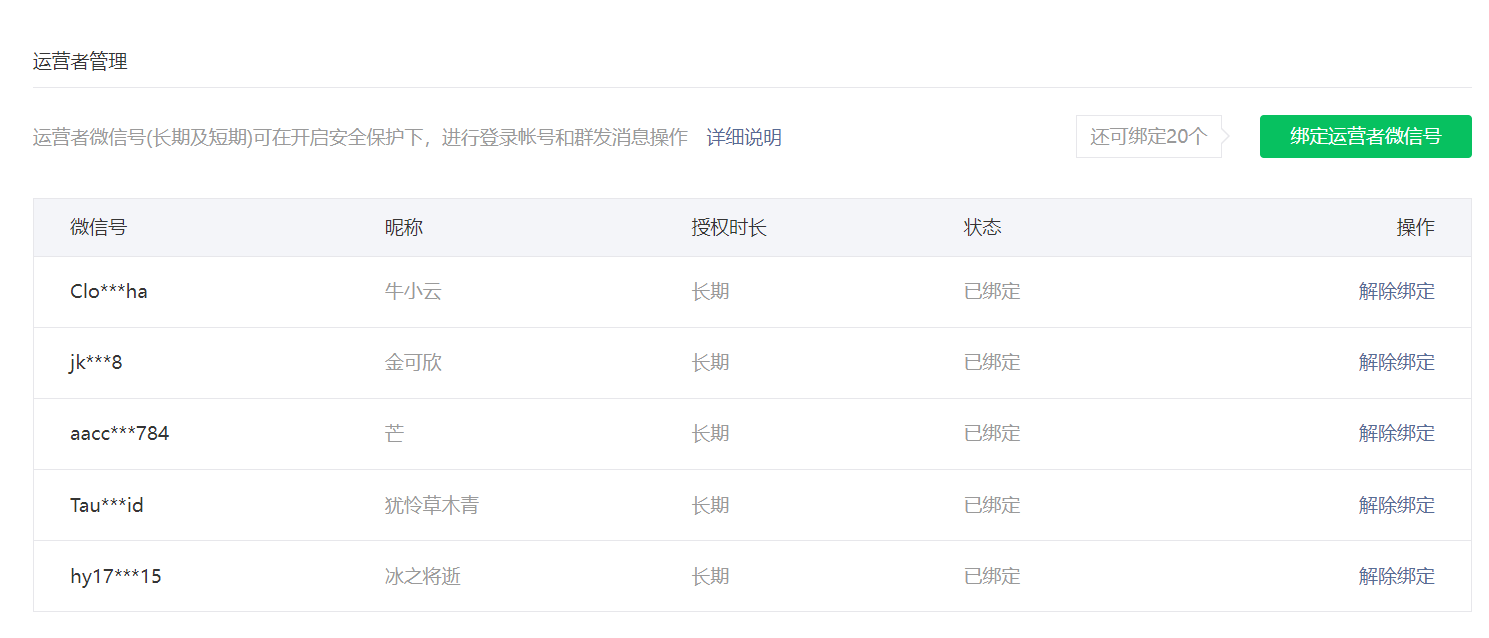 运营者管理
运营者微信号(长期及短期)可在开启安全保护下，进行登录帐号和群发消息操作 详细说明 还可绑定20个 绑定运营者微信号
微信号 昵称 授权时长 状态 操作
Clo***ha 牛小云 长期 已绑定 解除绑定
jk***8 金可欣 长期 已绑定 解除绑定
aacc***784 芒 长期 已绑定 解除绑定
Tau***id 犹怜草木青 长期 已绑定 解除绑定
hy17***15 冰之将逝 长期 已绑定 解除绑定